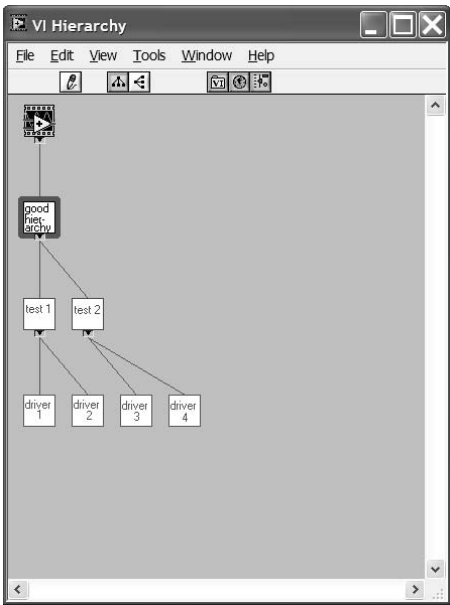 VI Hierarchy
File Edit View Tools Window Help
VI
good
hier-
archy
test 1
test 2
driver
1
driver
2
driver
3
driver
4